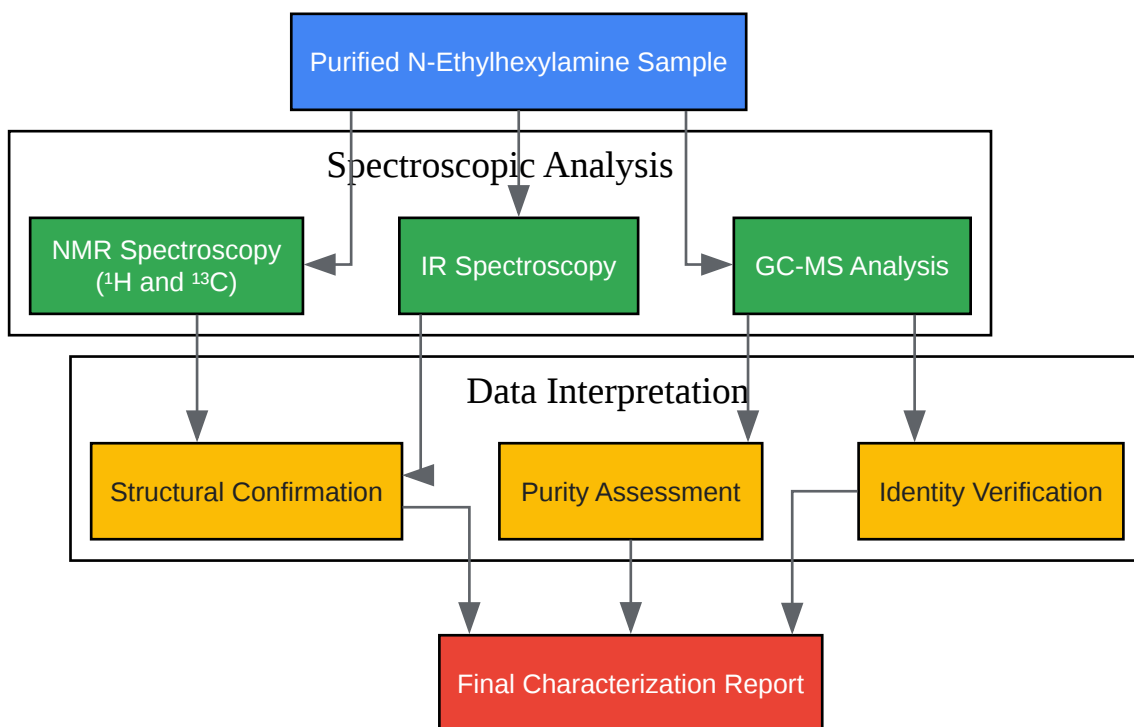 Purified N-Ethylhexylamine Sample
Spectroscopic Analysis
NMR Spectroscopy
(¹H and ¹³C)
IR Spectroscopy
GC-MS Analysis
Data Interpretation
Structural Confirmation
Purity Assessment
Identity Verification
Final Characterization Report